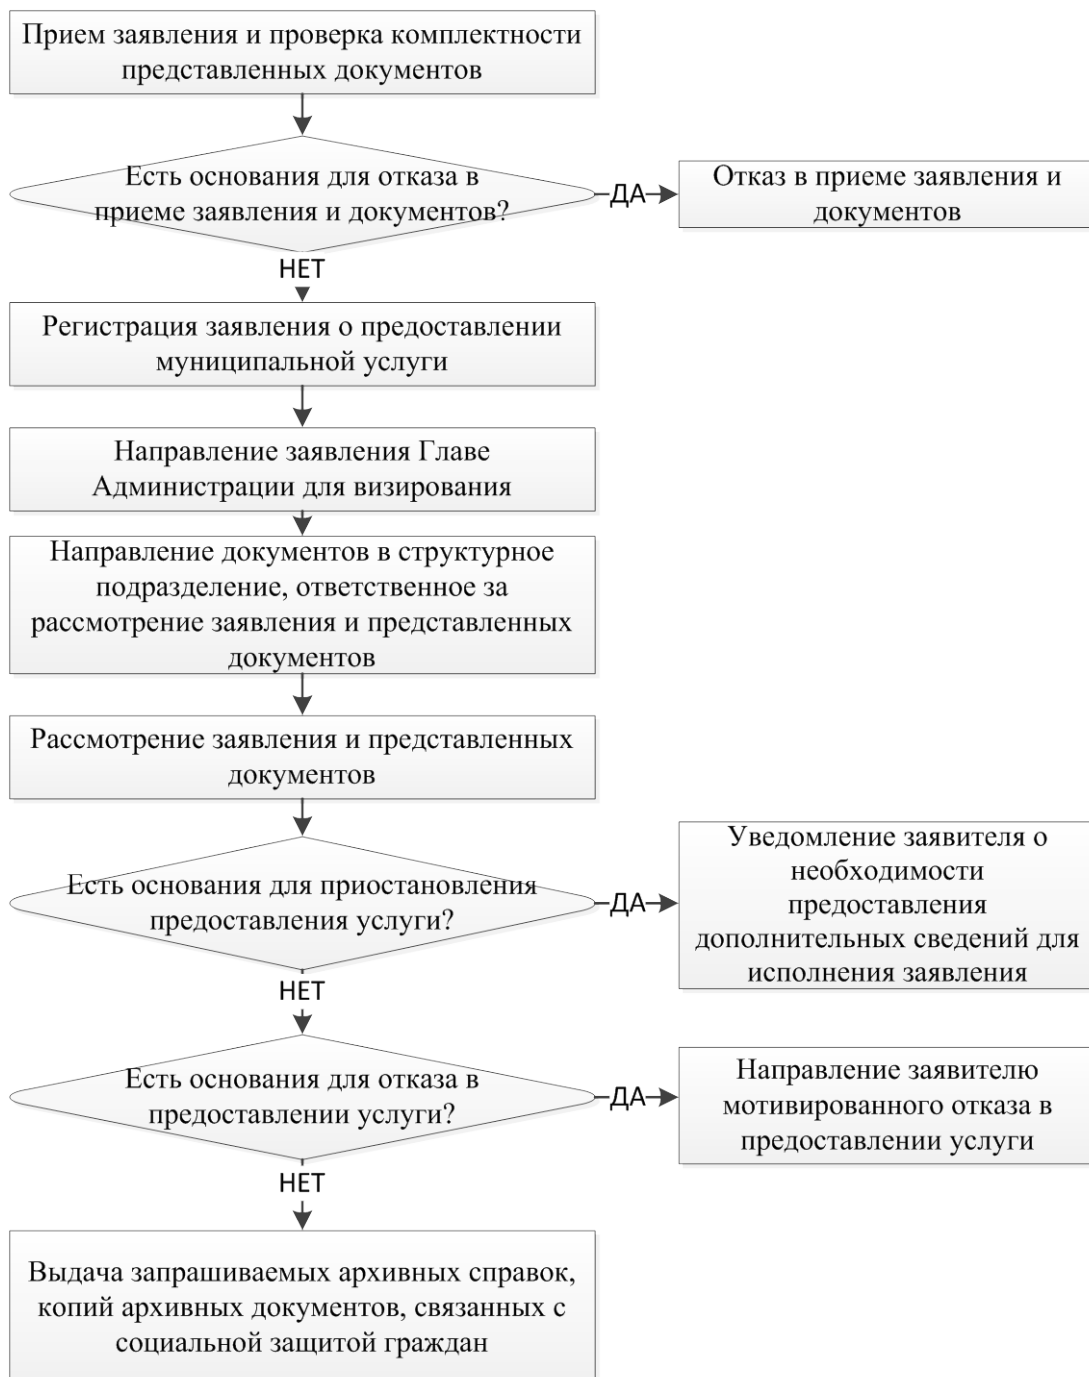 Прием заявления и проверка комплектности
представленных документов
Есть основания для отказа в
приеме заявления и документов?
ДА
Отказ в приеме заявления и
документов
НЕТ
Регистрация заявления о предоставлении
муниципальной услуги
Направление заявления Главе
Администрации для визирования
Направление документов в структурное
подразделение, ответственное за
рассмотрение заявления и представленных
документов
Рассмотрение заявления и представленных
документов
Есть основания для приостановления
предоставления услуги?
ДА
Уведомление заявителя о
необходимости
предоставления
дополнительных сведений для
исполнения заявления
НЕТ
Есть основания для отказа в
предоставлении услуги?
ДА
Направление заявителю
мотивированного отказа в
предоставлении услуги
НЕТ
Выдача запрашиваемых архивных справок,
копий архивных документов, связанных с
социальной защитой граждан